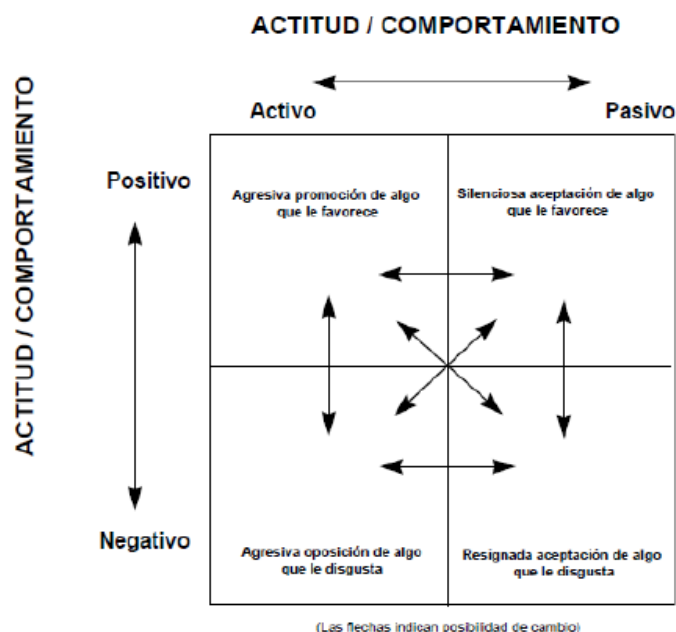 ACTITUD / COMPORTAMIENTO
ACTITUD / COMPORTAMIENTO
Activo
Pasivo
Positivo
Agresiva promoción de algo
que le favorece
Silenciosa aceptación de algo
que le favorece
Negativo
Agresiva oposición de algo
que le disgusta
Resignada aceptación de algo
que le disgusta
(Las flechas indican posibilidad de cambio)